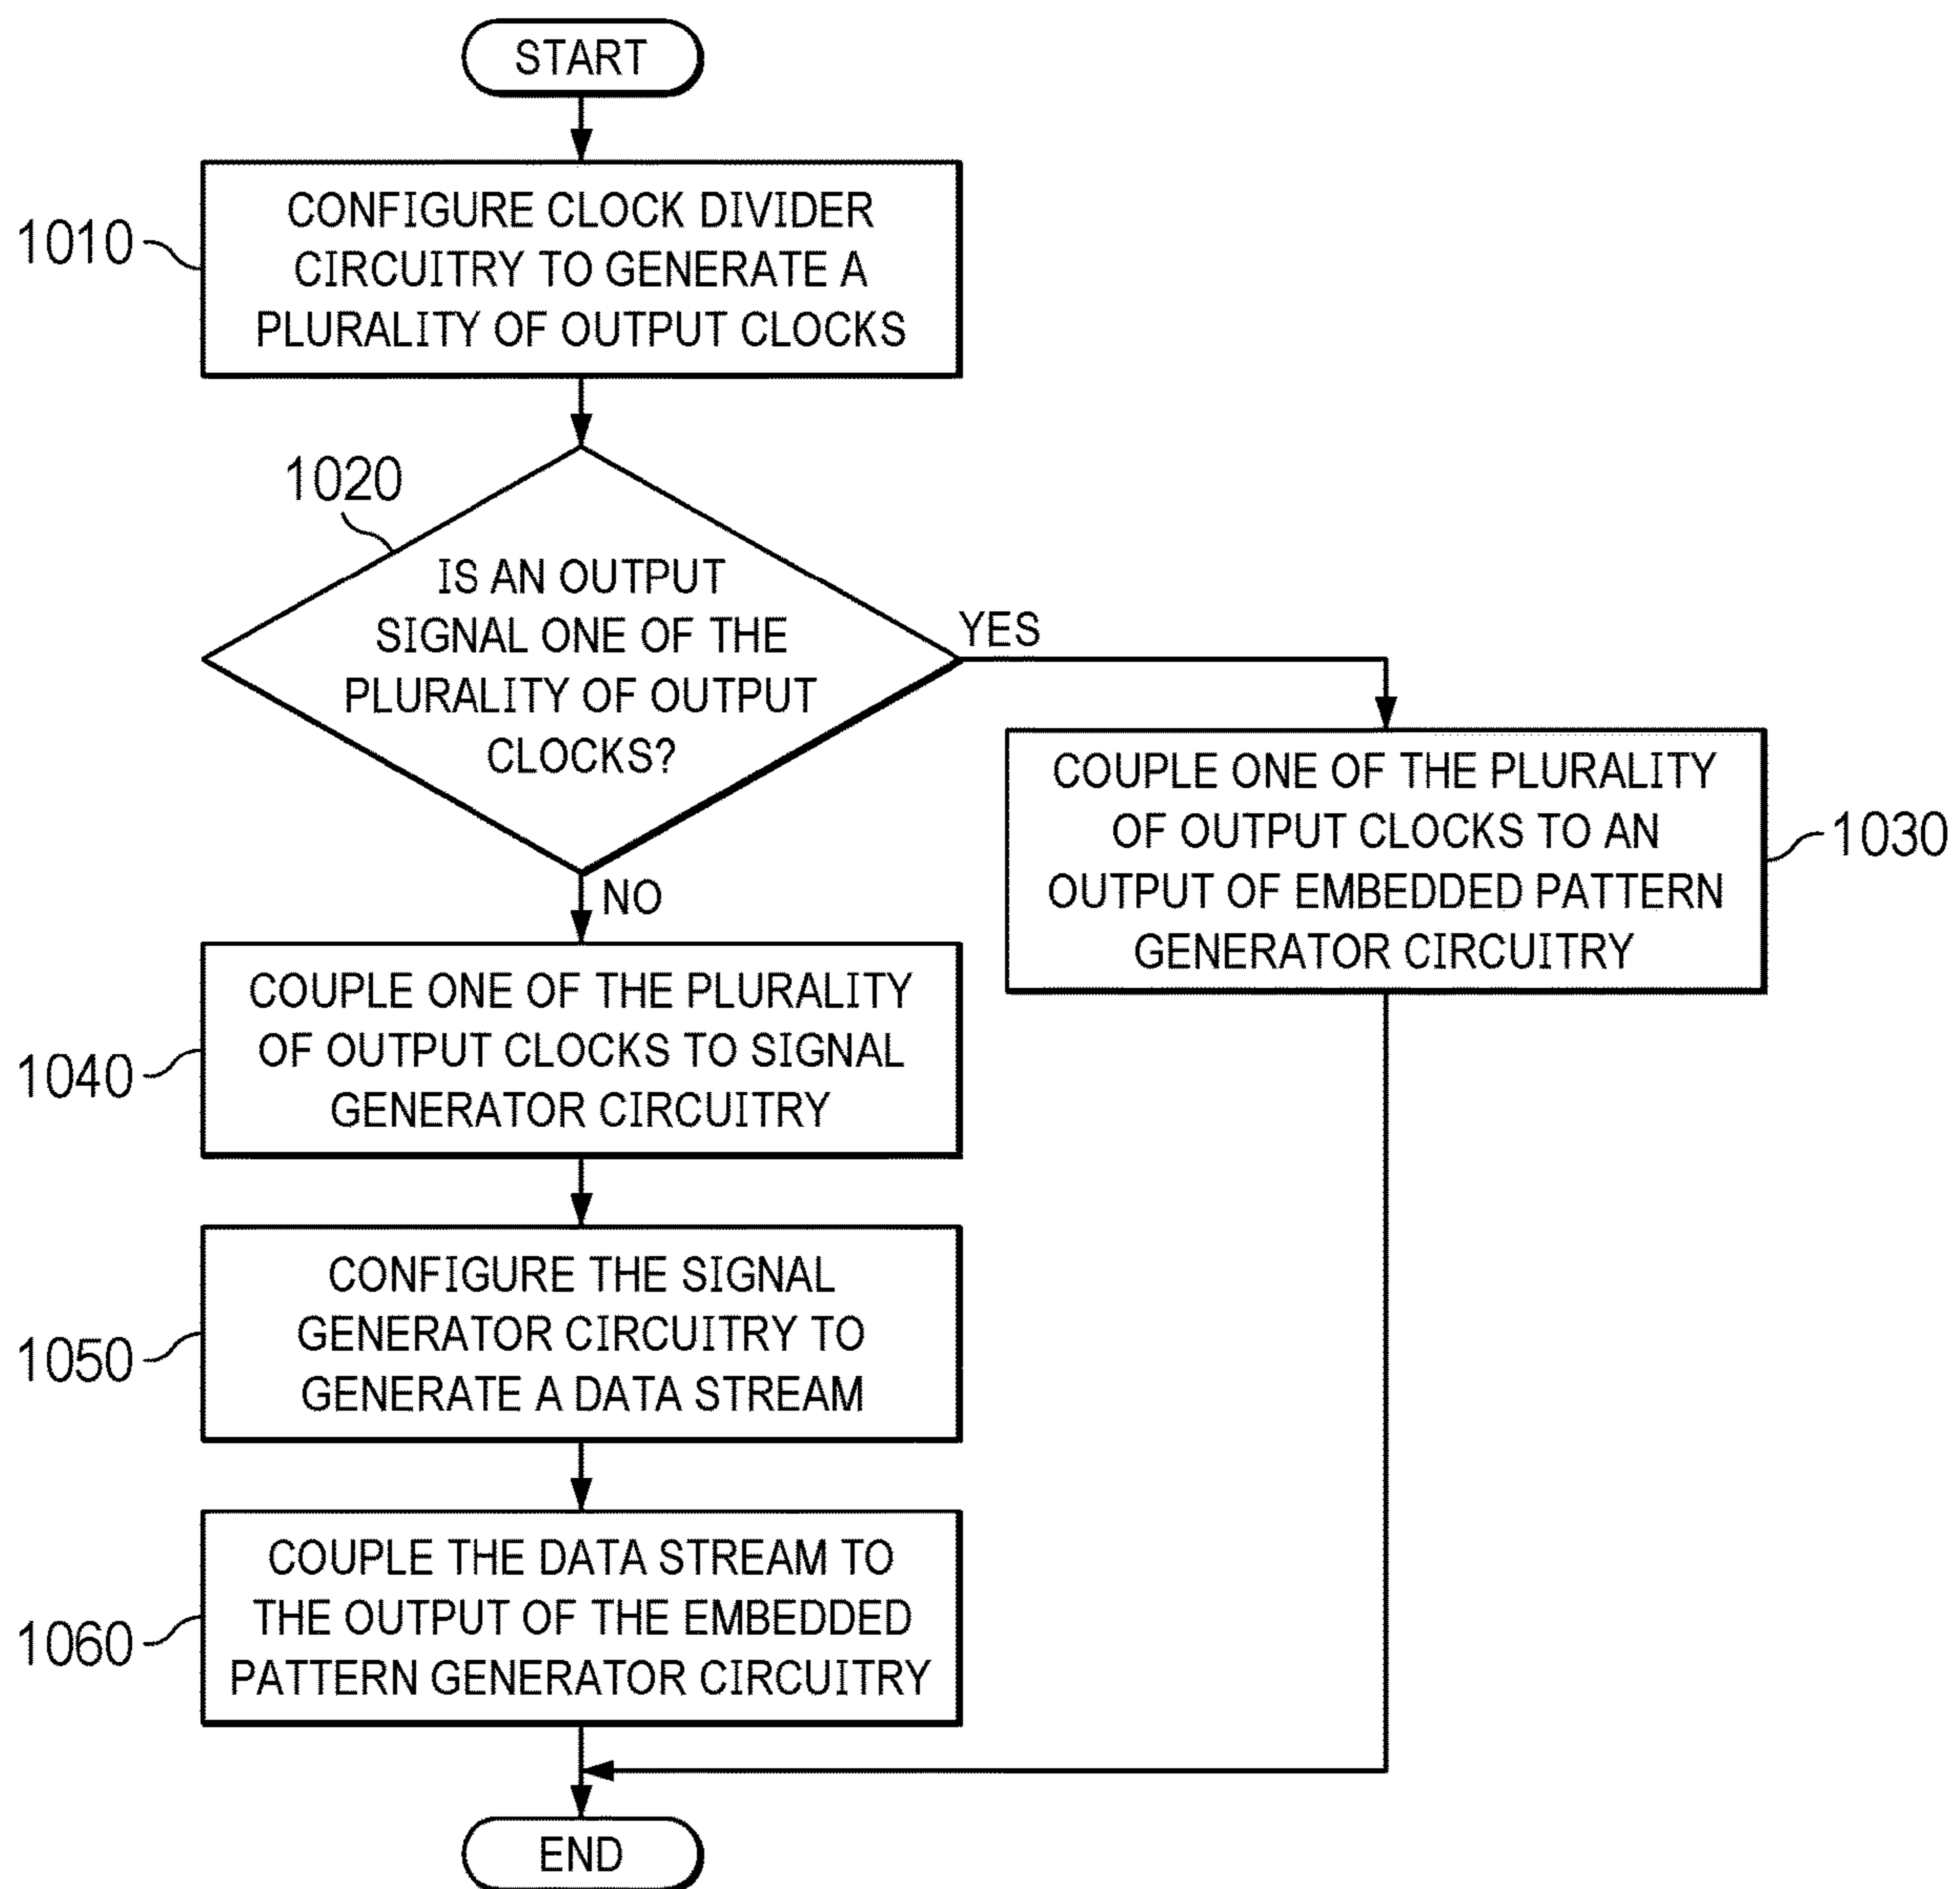 START
1010
CONFIGURE CLOCK DIVIDER
CIRCUITRY TO GENERATE A
PLURALITY OF OUTPUT CLOCKS
1020
IS AN OUTPUT
SIGNAL ONE OF THE
PLURALITY OF OUTPUT
CLOCKS?
YES
COUPLE ONE OF THE PLURALITY
OF OUTPUT CLOCKS TO AN
OUTPUT OF EMBEDDED PATTERN
GENERATOR CIRCUITRY
1030
NO
1040
COUPLE ONE OF THE PLURALITY
OF OUTPUT CLOCKS TO SIGNAL
GENERATOR CIRCUITRY
1050
CONFIGURE THE SIGNAL
GENERATOR CIRCUITRY TO
GENERATE A DATA STREAM
1060
COUPLE THE DATA STREAM TO
THE OUTPUT OF THE EMBEDDED
PATTERN GENERATOR CIRCUITRY
END